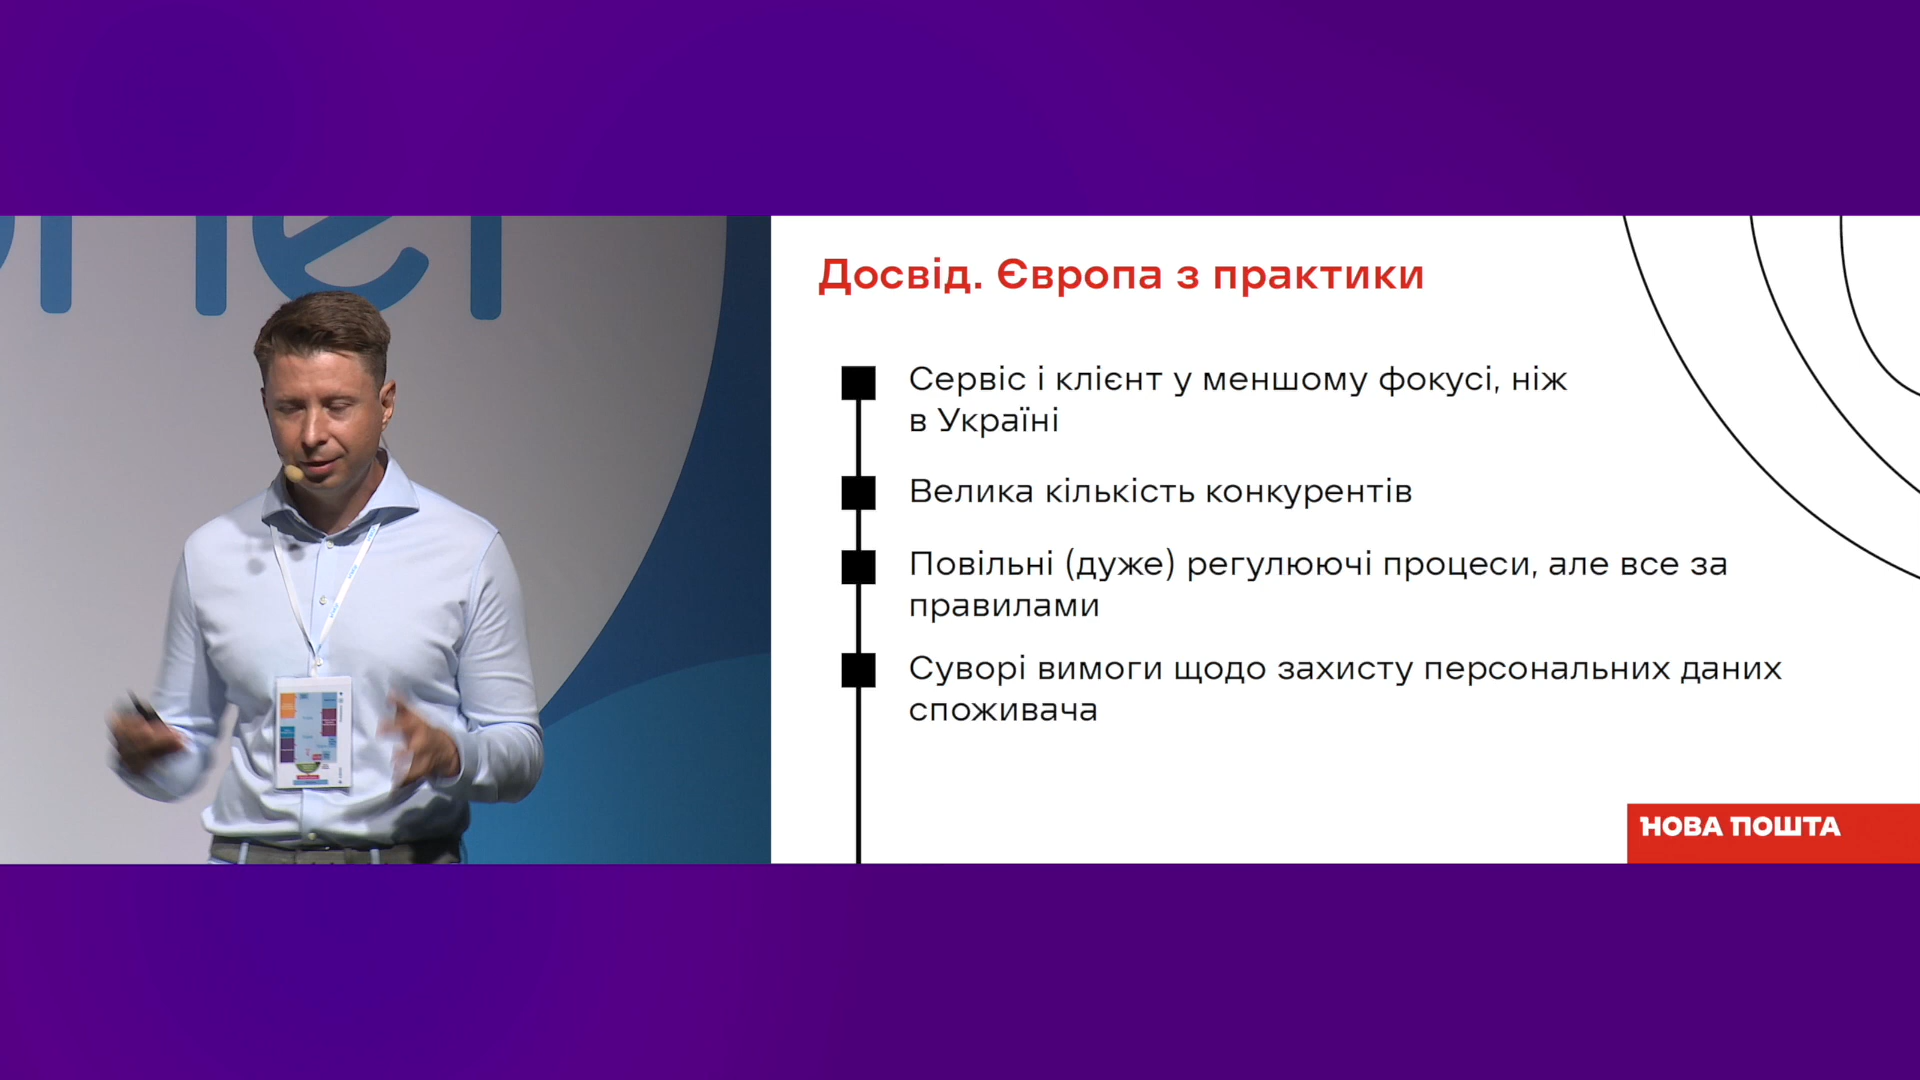 Досвід. Європа з практики
Сервіс і клієнт у меншому фокусі, ніж
в Україні
Велика кількість конкурентів
Повільні (дуже) регулюючі процеси, але все за
правилами
Суворі вимоги щодо захисту персональних даних
споживача
НОВА ПОШТА